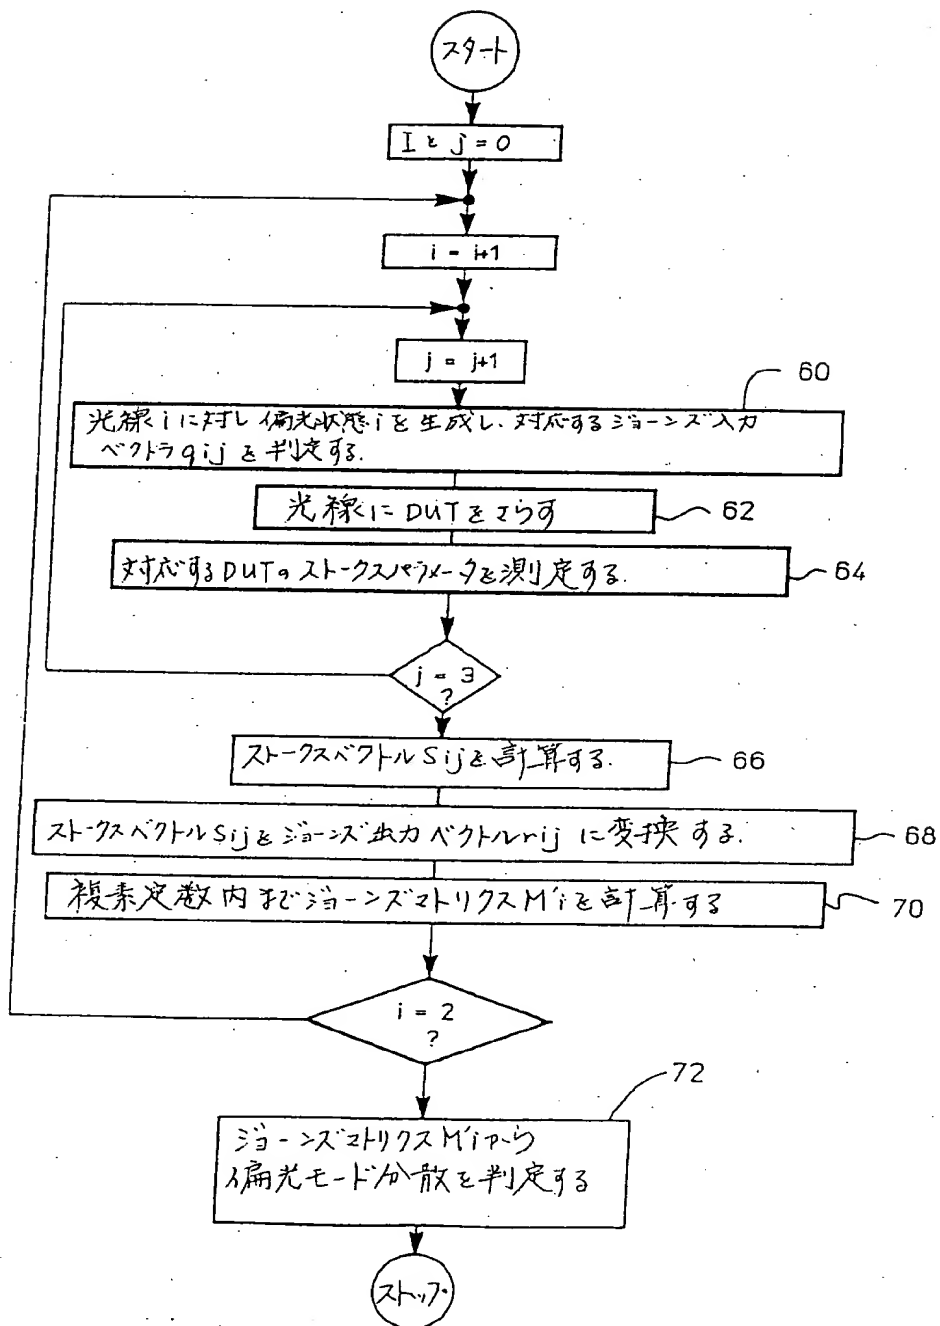 スタート
I と j = 0
i = i+1
j = j+1
60
光線 i に対し 偏光状態 i を生成し、対応するジョーンズ入力
ベクトラ qij を判定する.
光線に DUT をさらす
62
対応する DUT の ストークスパラメータを測定する.
64
j = 3
?
ストークスベクトル Sij を計算する.
66
ストークスベクトル Sij をジョーンズ出力 ベクトル rij に変換する.
68
複素定数内までジョーンズマトリクス M'i を計算する
70
i = 2
?
72
ジョーンズマトリクス M'i から
偏光モード分散を判定する
ストップ